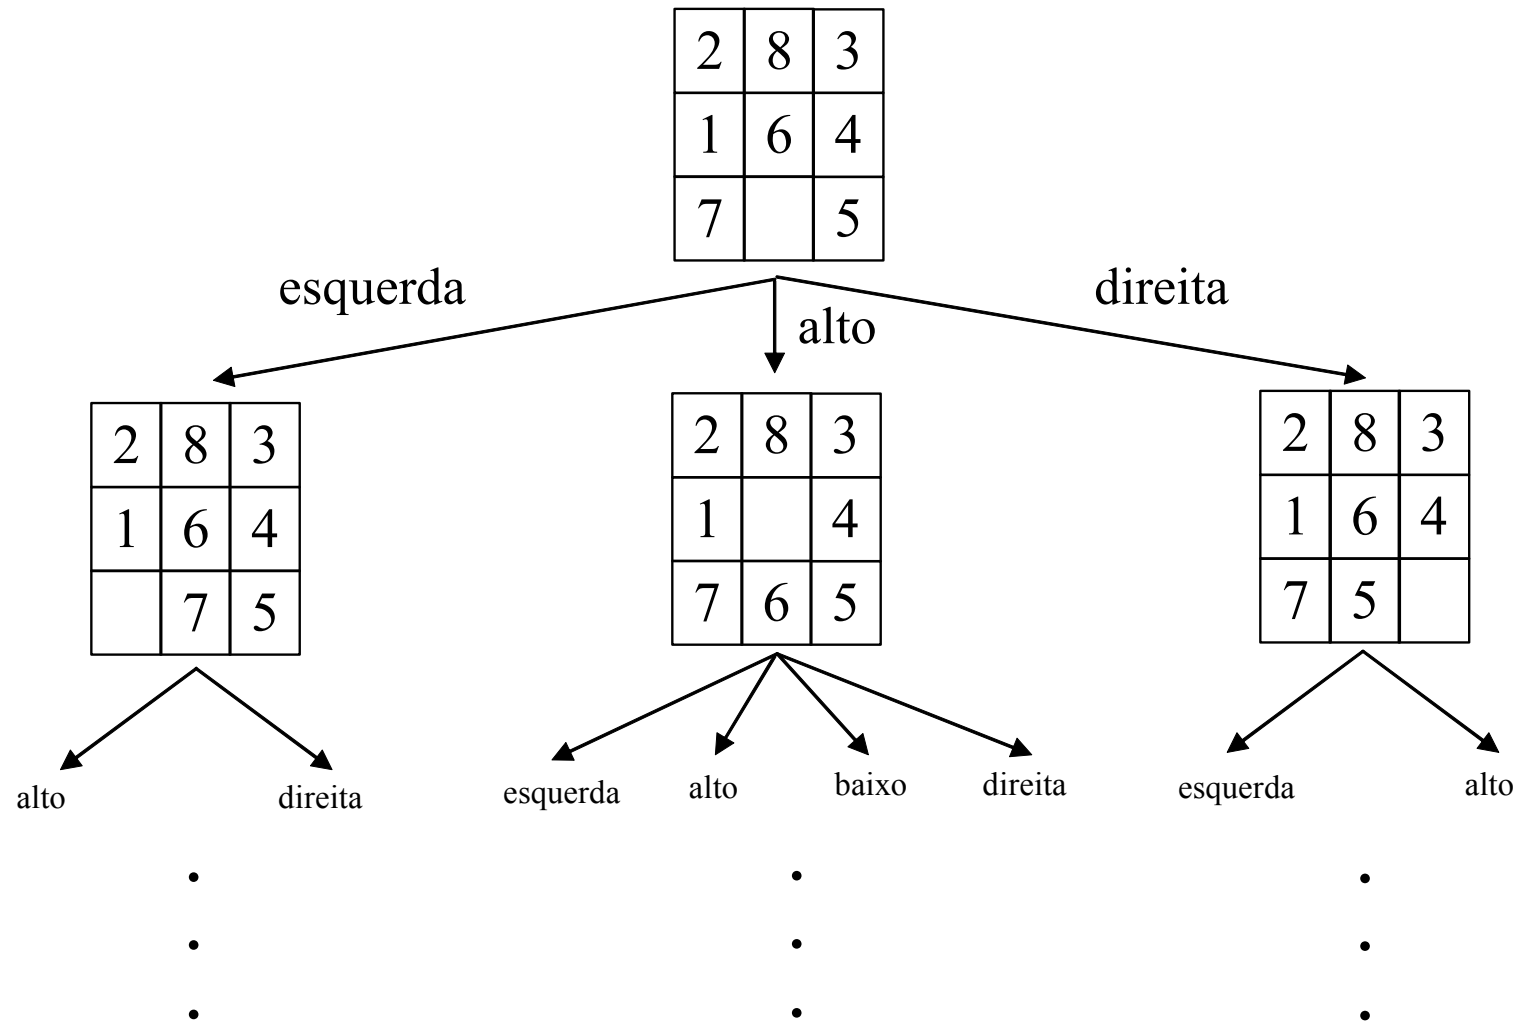 2 8 3
1 6 4
7 5
esquerda
alto
direita
2 8 3
1 6 4
7 5
2 8 3
1 4
7 6 5
2 8 3
1 6 4
7 5
alto
direita
esquerda
alto
baixo
direita
esquerda
alto